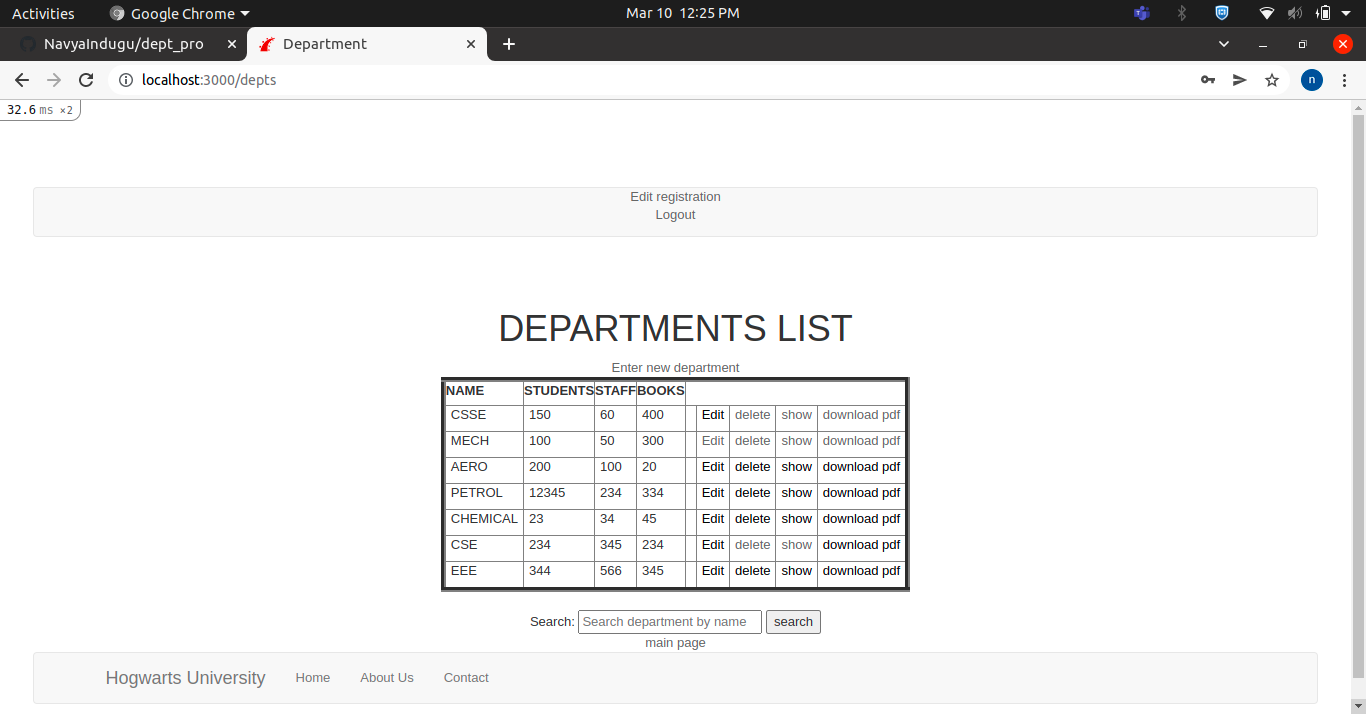 Activities Google Chrome Mar 10 12:25 PM
NavyaIndugu/dept_pro Department
localhost:3000/depts n
32.6 ms ×2
Edit registration
Logout
DEPARTMENTS LIST
Enter new department
NAME STUDENTS STAFF BOOKS
CSSE 150 60 400 Edit delete show download pdf
MECH 100 50 300 Edit delete show download pdf
AERO 200 100 20 Edit delete show download pdf
PETROL 12345 234 334 Edit delete show download pdf
CHEMICAL 23 34 45 Edit delete show download pdf
CSE 234 345 234 Edit delete show download pdf
EEE 344 566 345 Edit delete show download pdf
Search: Search department by name search
main page
Hogwarts University Home About Us Contact